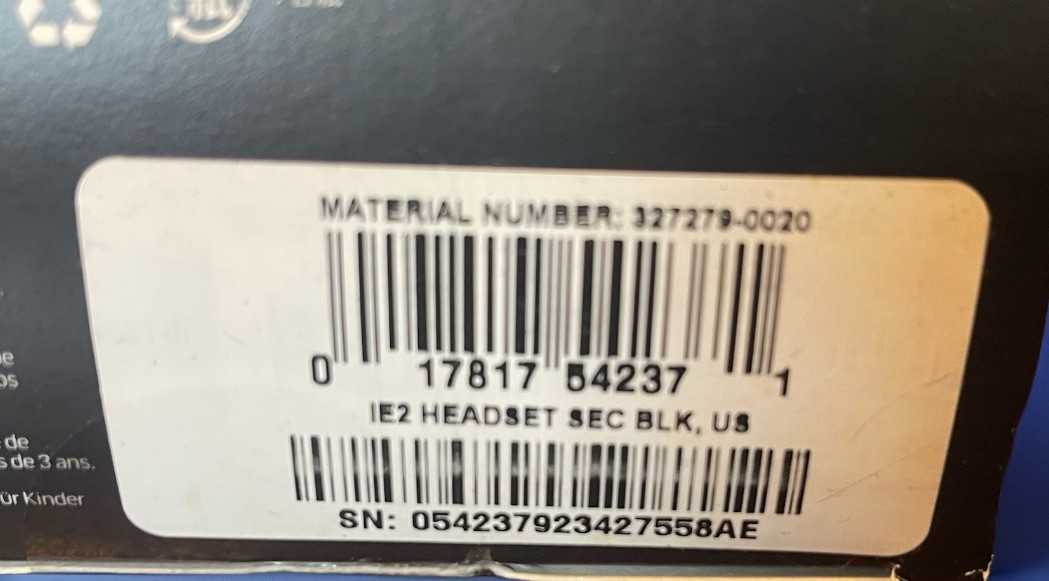 MATERIAL NUMBER: 327279-0020
0 17817 54237 1
IE2 HEADSET SEC BLK, US
SN: 054237923427558AE
de
s de 3 ans.
ür Kinder